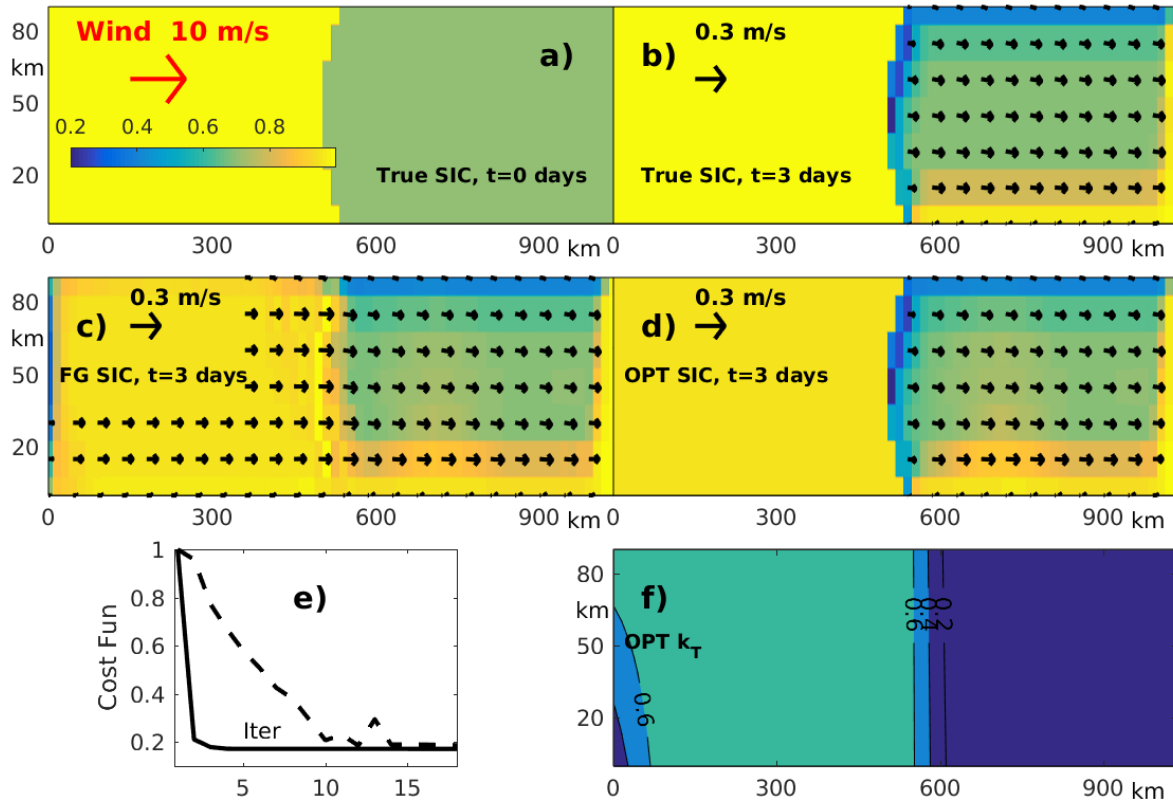 80
km
50
20
Wind 10 m/s
0.2 0.4 0.6 0.8
a)
True SIC, t=0 days
0 300 600 900 km
b)
0.3 m/s
True SIC, t=3 days
0 300 600 900 km
80
km
50
20
c)
0.3 m/s
FG SIC, t=3 days
0 300 600 900 km
d)
0.3 m/s
OPT SIC, t=3 days
0 300 600 900 km
1
0.8
0.6
0.4
0.2
Cost Fun
e)
Iter
5 10 15
80
km
50
20
f)
OPT k_T
0.6
0.6
0.4
0.2
0 300 600 900 km